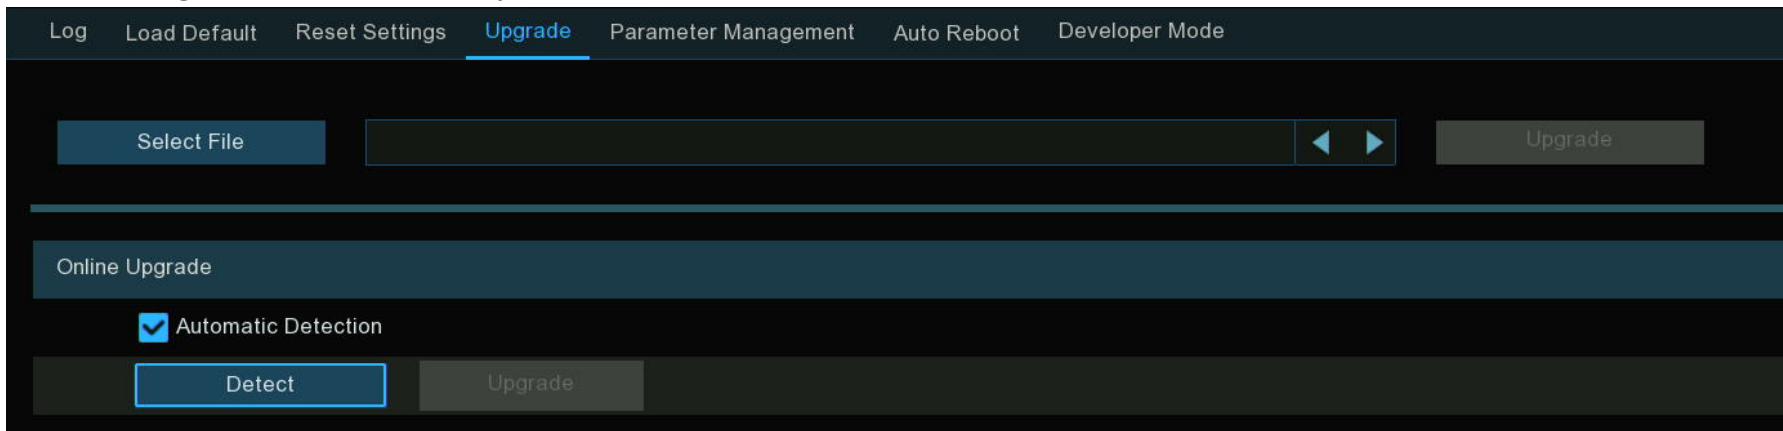 Log Load Default Reset Settings Upgrade Parameter Management Auto Reboot Developer Mode
Select File Upgrade
Online Upgrade
Automatic Detection
Detect Upgrade